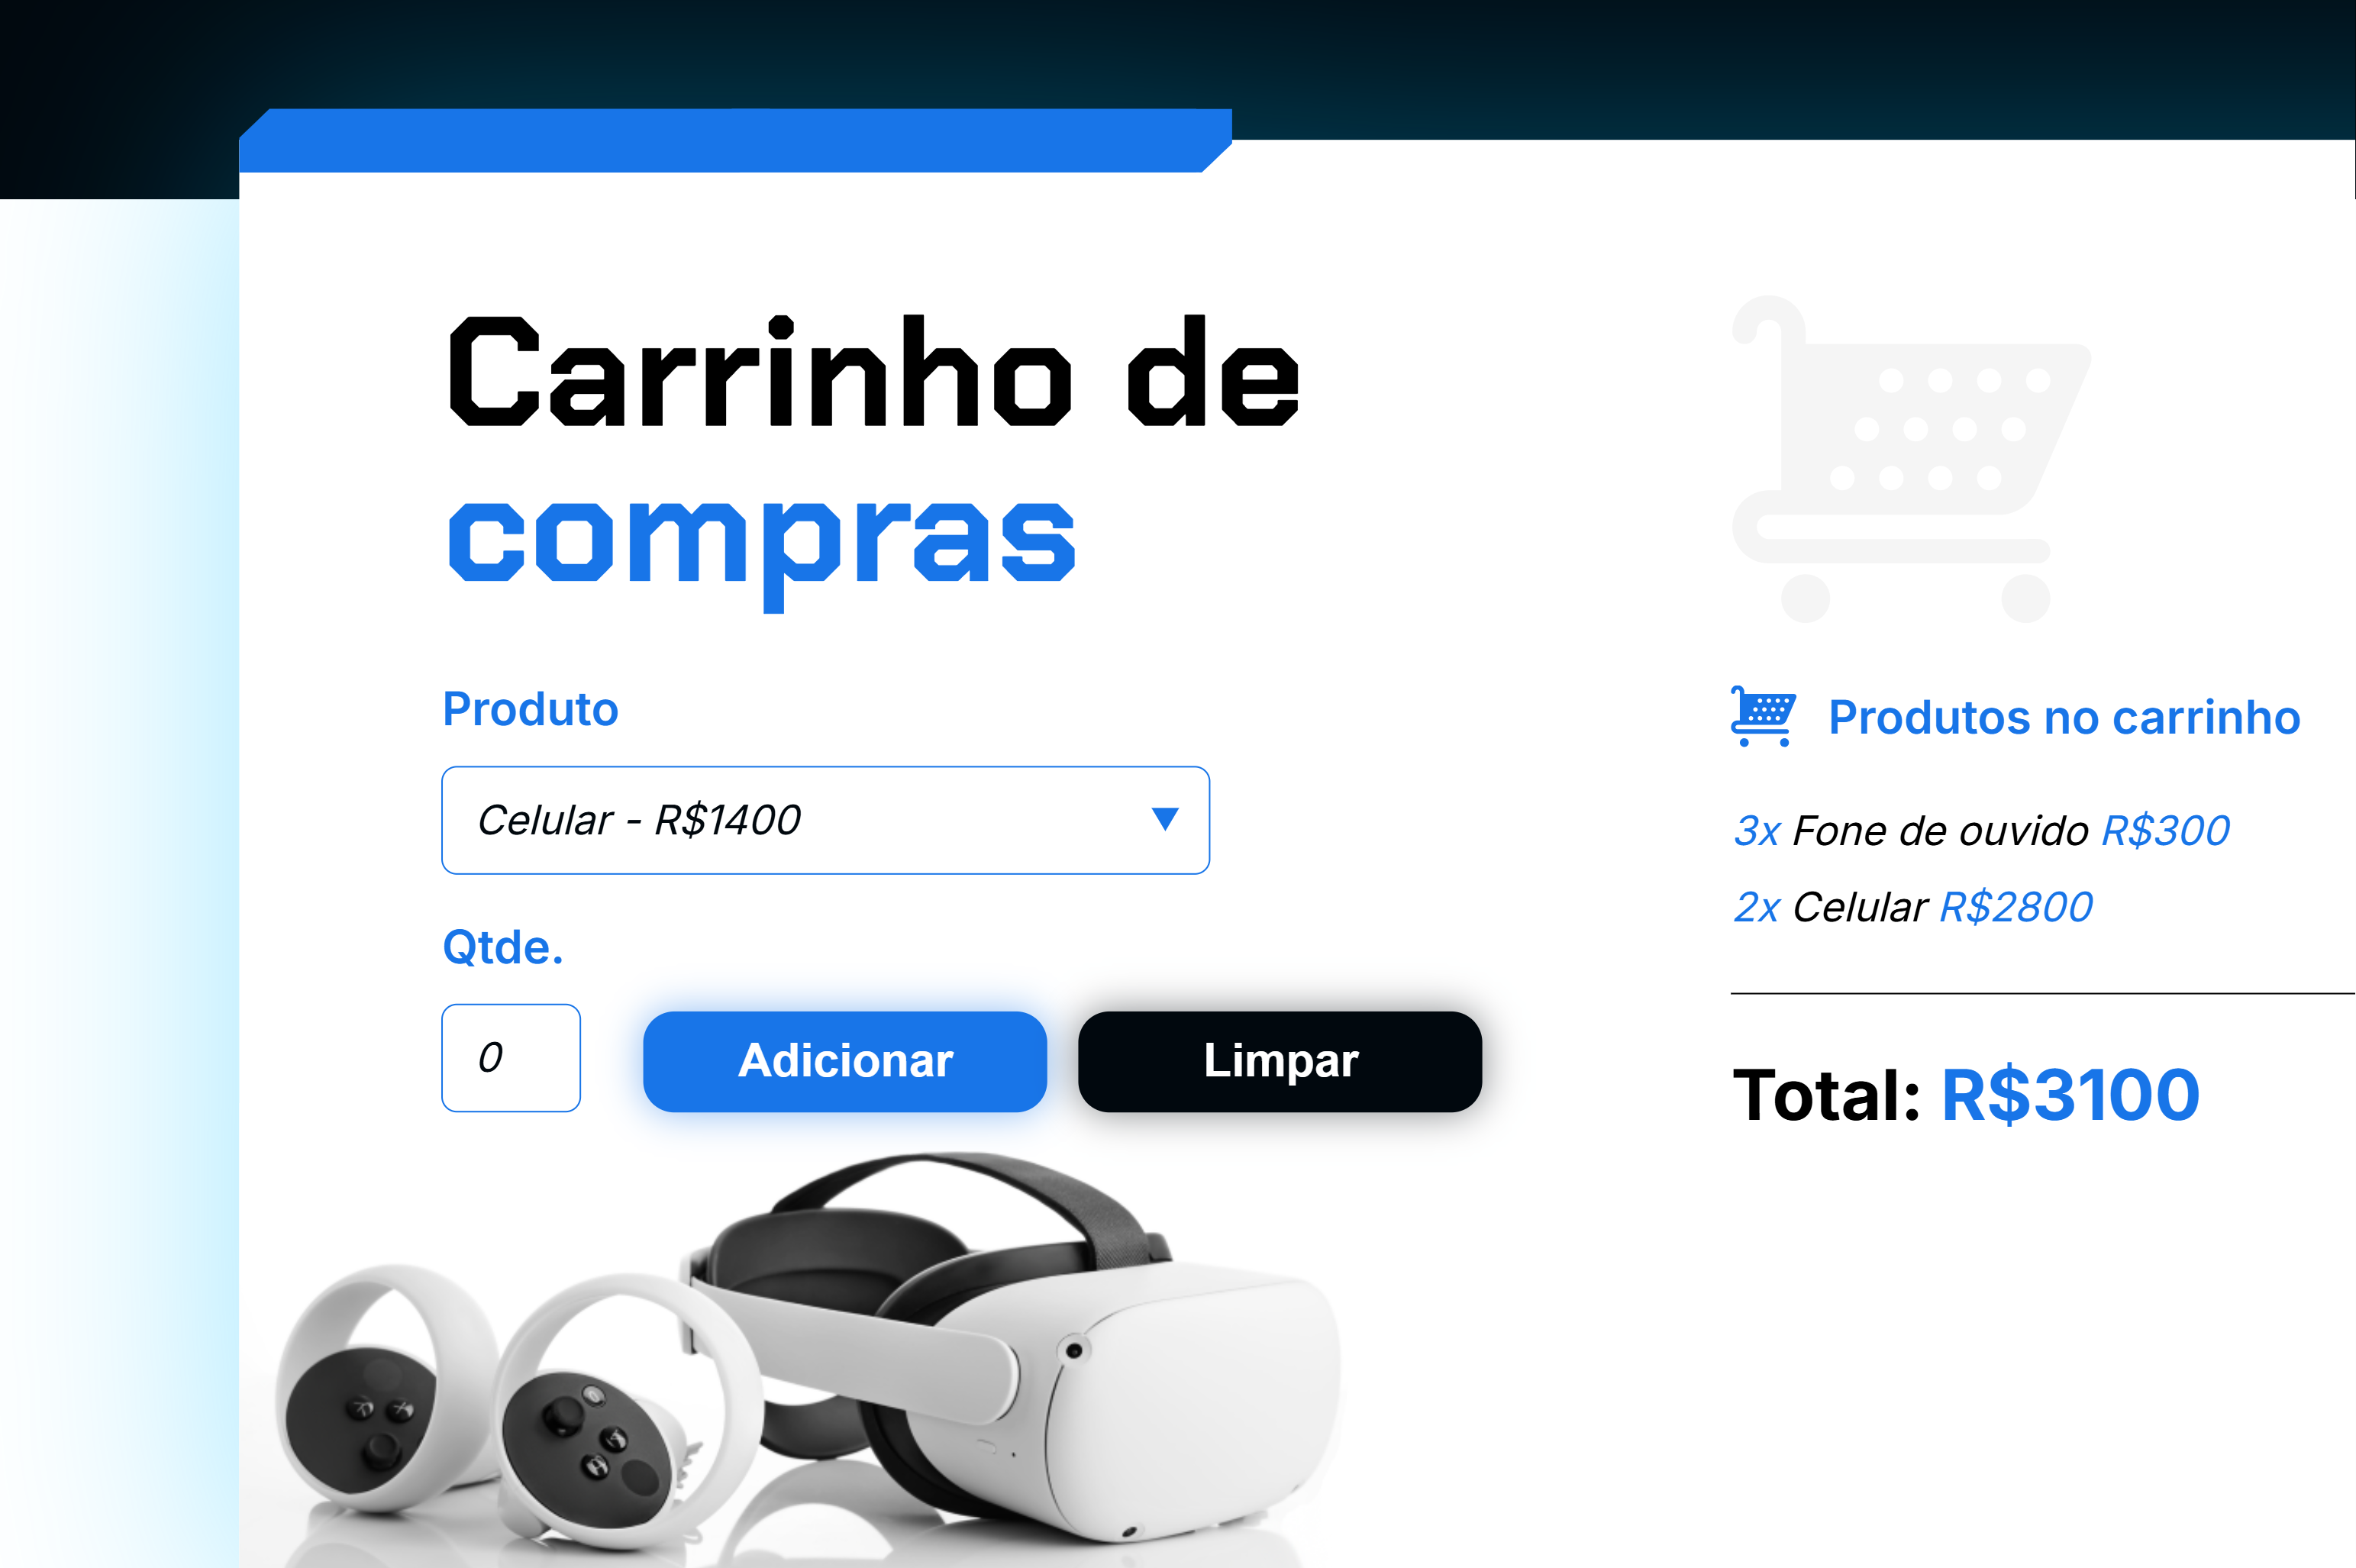 Carrinho de
compras
Produto
Celular - R$1400
Qtde.
0
Adicionar
Limpar
Produtos no carrinho
3x Fone de ouvido R$300
2x Celular R$2800
Total: R$3100